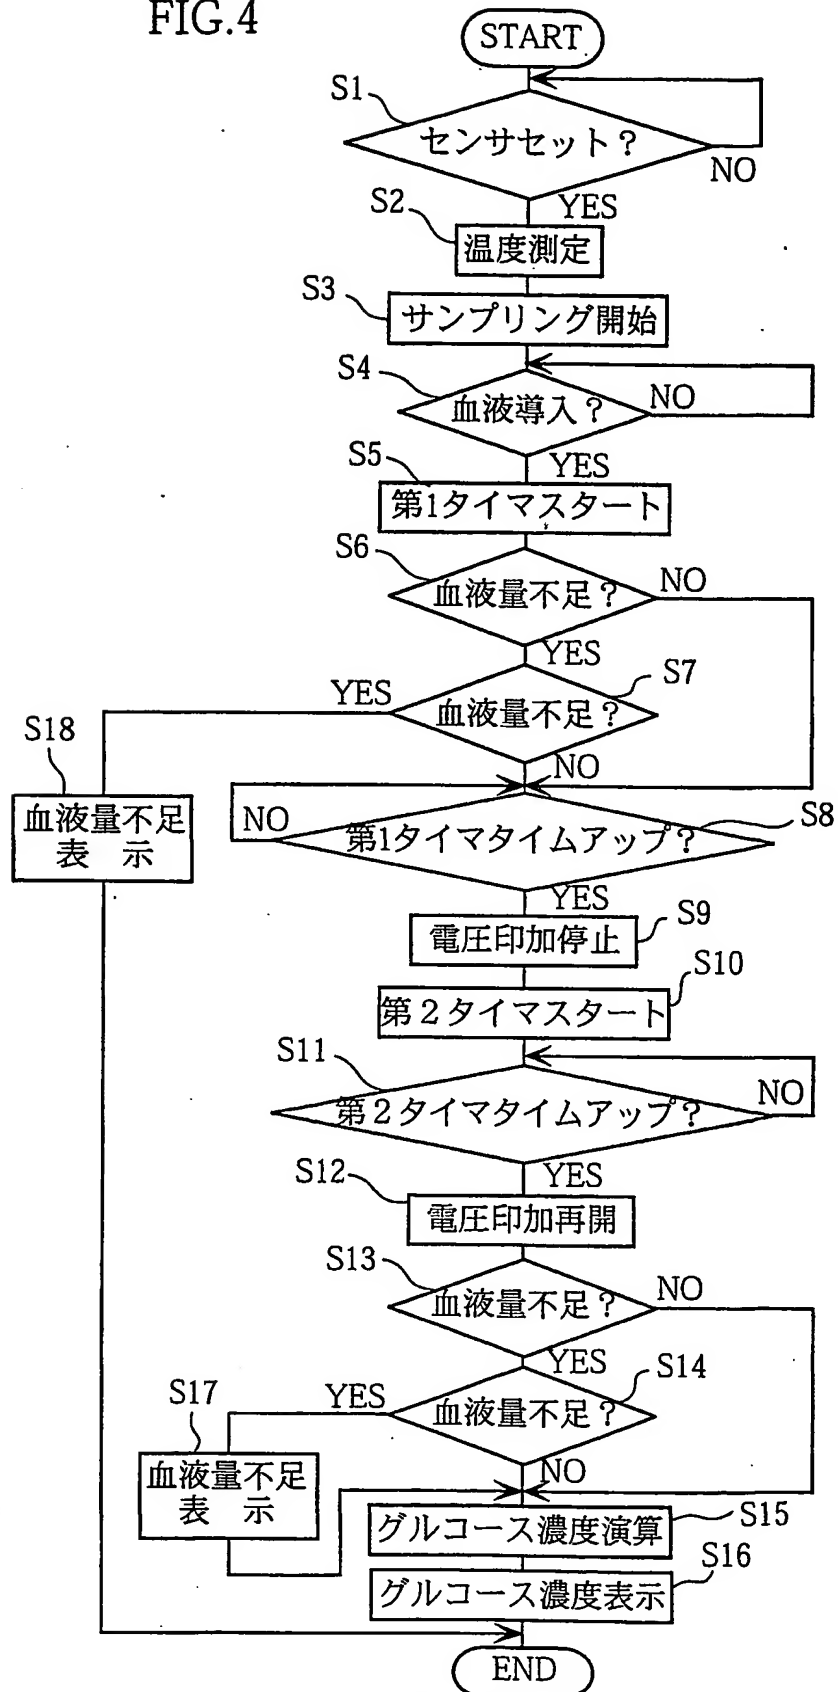 FIG.4
START
S1
センサセット?
NO
YES
S2
温度測定
S3
サンプリング開始
S4
血液導入?
NO
YES
S5
第1タイマスタート
S6
血液量不足?
NO
YES
S7
YES
血液量不足?
S18
NO
血液量不足
表 示
NO
第1タイマタイムアップ?
S8
YES
S9
電圧印加停止
S10
第2タイマスタート
S11
NO
第2タイマタイムアップ?
YES
S12
電圧印加再開
S13
血液量不足?
NO
YES
S14
S17
YES
血液量不足?
NO
血液量不足
表 示
S15
グルコース濃度演算
S16
グルコース濃度表示
END